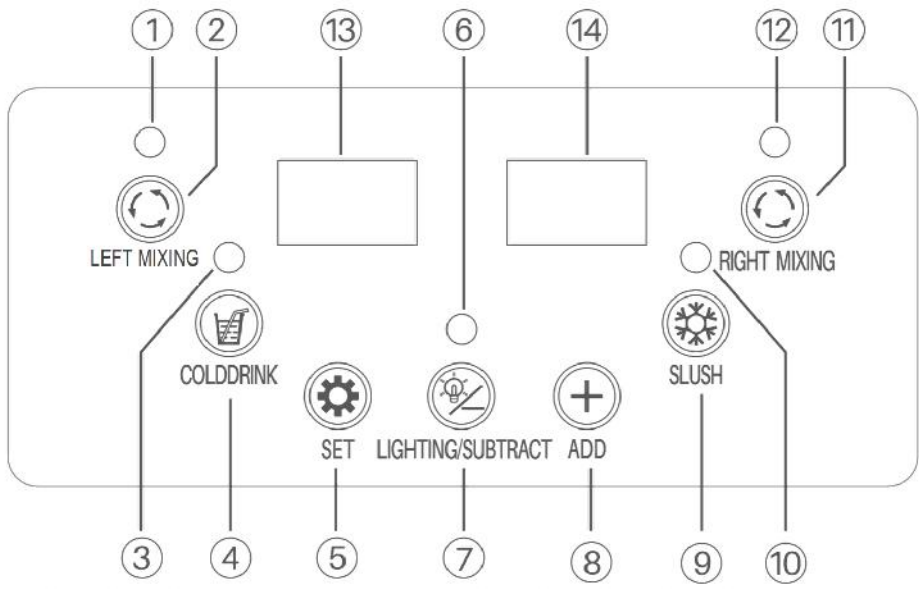 ① ② ⑬ ⑥ ⑭ ⑫ ⑪
LEFT MIXING
RIGHT MIXING
COLDDRINK
SLUSH
SET LIGHTING/SUBTRACT ADD
③ ④ ⑤ ⑦ ⑧ ⑨ ⑩